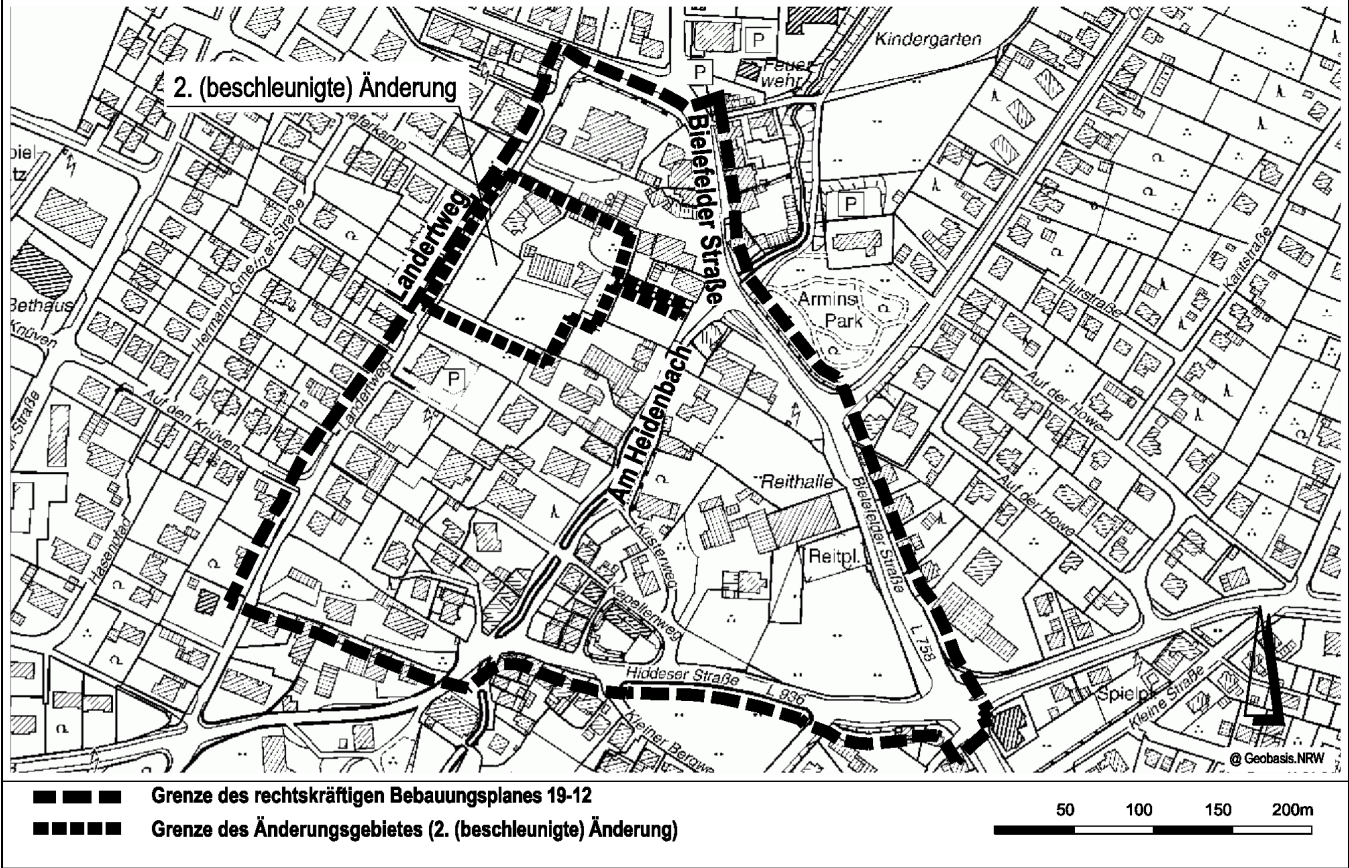 Kindergarten
P
P
Feuer
wehr
2. (beschleunigte) Änderung
Bielefelder Straße
Landertweg
Hermann-Greiner-Straße
P
Armins
Park
Flurstraße
Kantstraße
Bethaus
Knüven
P
Auf der Howe
Am Heidenbach
Auf den Knüven
Reithalle
Auf der Howe
Bielefelder Straße
Reitpl.
Hasenpfad
Küsterweg
Kapellenweg
L 758
Hiddeser Straße
L 936
Spielpl.
Kleine Straße
@ Geobasis.NRW
Grenze des rechtskräftigen Bebauungsplanes 19-12
Grenze des Änderungsgebietes (2. (beschleunigte) Änderung)
50 100 150 200m